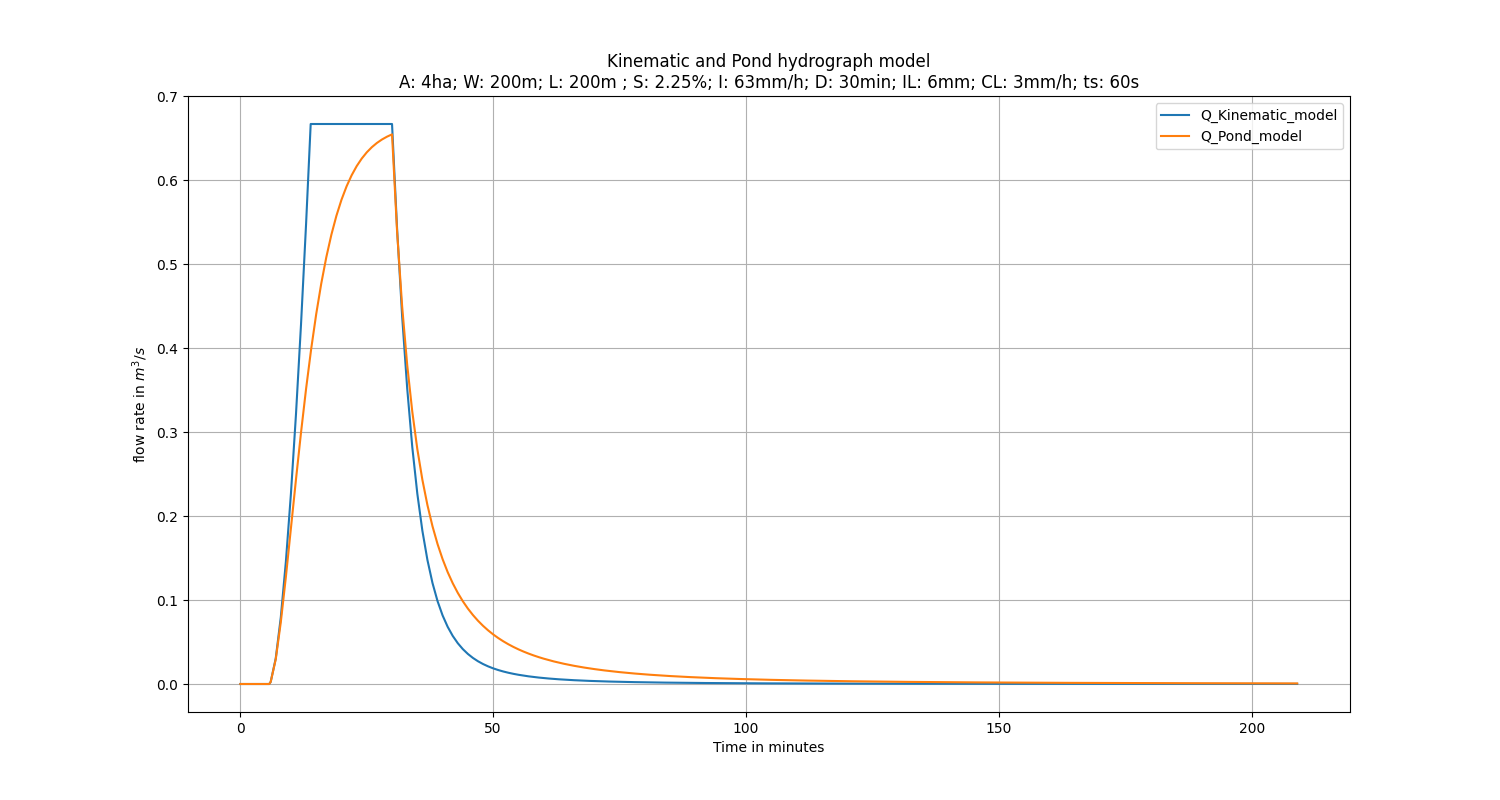 Kinematic and Pond hydrograph model
A: 4ha; W: 200m; L: 200m ; S: 2.25%; I: 63mm/h; D: 30min; IL: 6mm; CL: 3mm/h; ts: 60s
Q_Kinematic_model
Q_Pond_model
flow rate in m³/s
0.7
0.6
0.5
0.4
0.3
0.2
0.1
0.0
0 50 100 150 200
Time in minutes